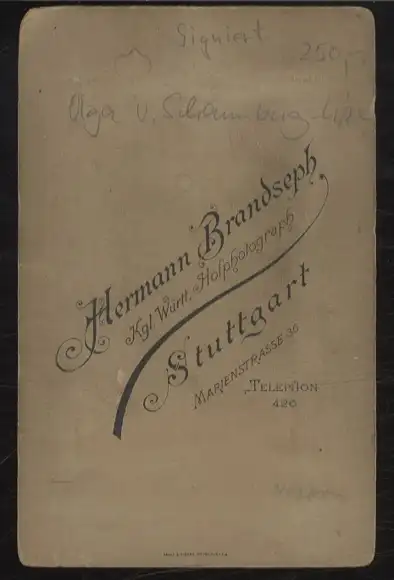 Signiert
250,-
Olga v. Schaumburg-Lippe
Hermann Brandseph
Kgl. Württ. Hofphotograph
Stuttgart
MARIENSTRASSE 36
TELEPHON
426